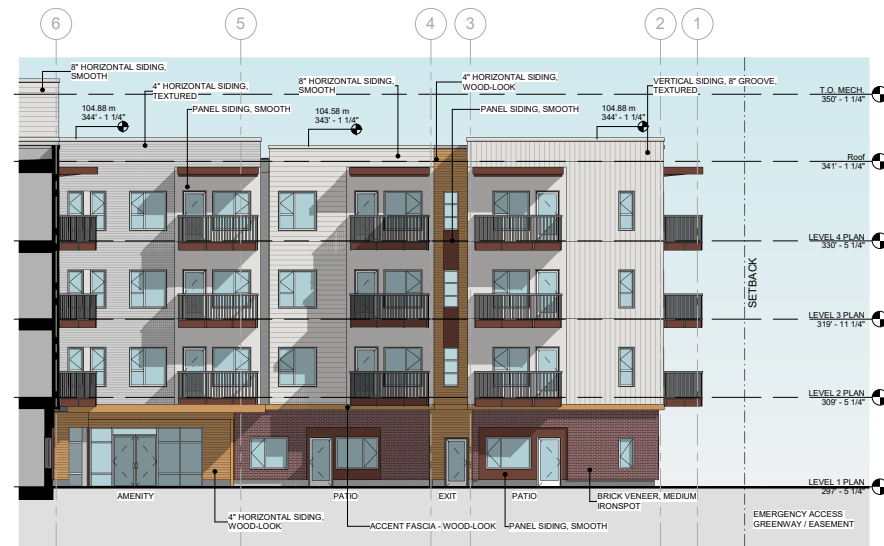 6
5
4
3
2
1
8" HORIZONTAL SIDING,
SMOOTH
4" HORIZONTAL SIDING,
TEXTURED
PANEL SIDING, SMOOTH
8" HORIZONTAL SIDING,
SMOOTH
4" HORIZONTAL SIDING,
WOOD-LOOK
PANEL SIDING, SMOOTH
VERTICAL SIDING, 8" GROOVE,
TEXTURED
104.88 m
344' - 1 1/4"
104.58 m
343' - 1 1/4"
104.88 m
344' - 1 1/4"
T.O. MECH.
350' - 1 1/4"
Roof
341' - 1 1/4"
LEVEL 4 PLAN
330' - 5 1/4"
SETBACK
LEVEL 3 PLAN
319' - 11 1/4"
LEVEL 2 PLAN
309' - 5 1/4"
LEVEL 1 PLAN
297' - 5 1/4"
AMENITY
PATIO
EXIT
PATIO
BRICK VENEER, MEDIUM
IRONSPOT
4" HORIZONTAL SIDING,
WOOD-LOOK
ACCENT FASCIA - WOOD-LOOK
PANEL SIDING, SMOOTH
EMERGENCY ACCESS
GREENWAY / EASEMENT